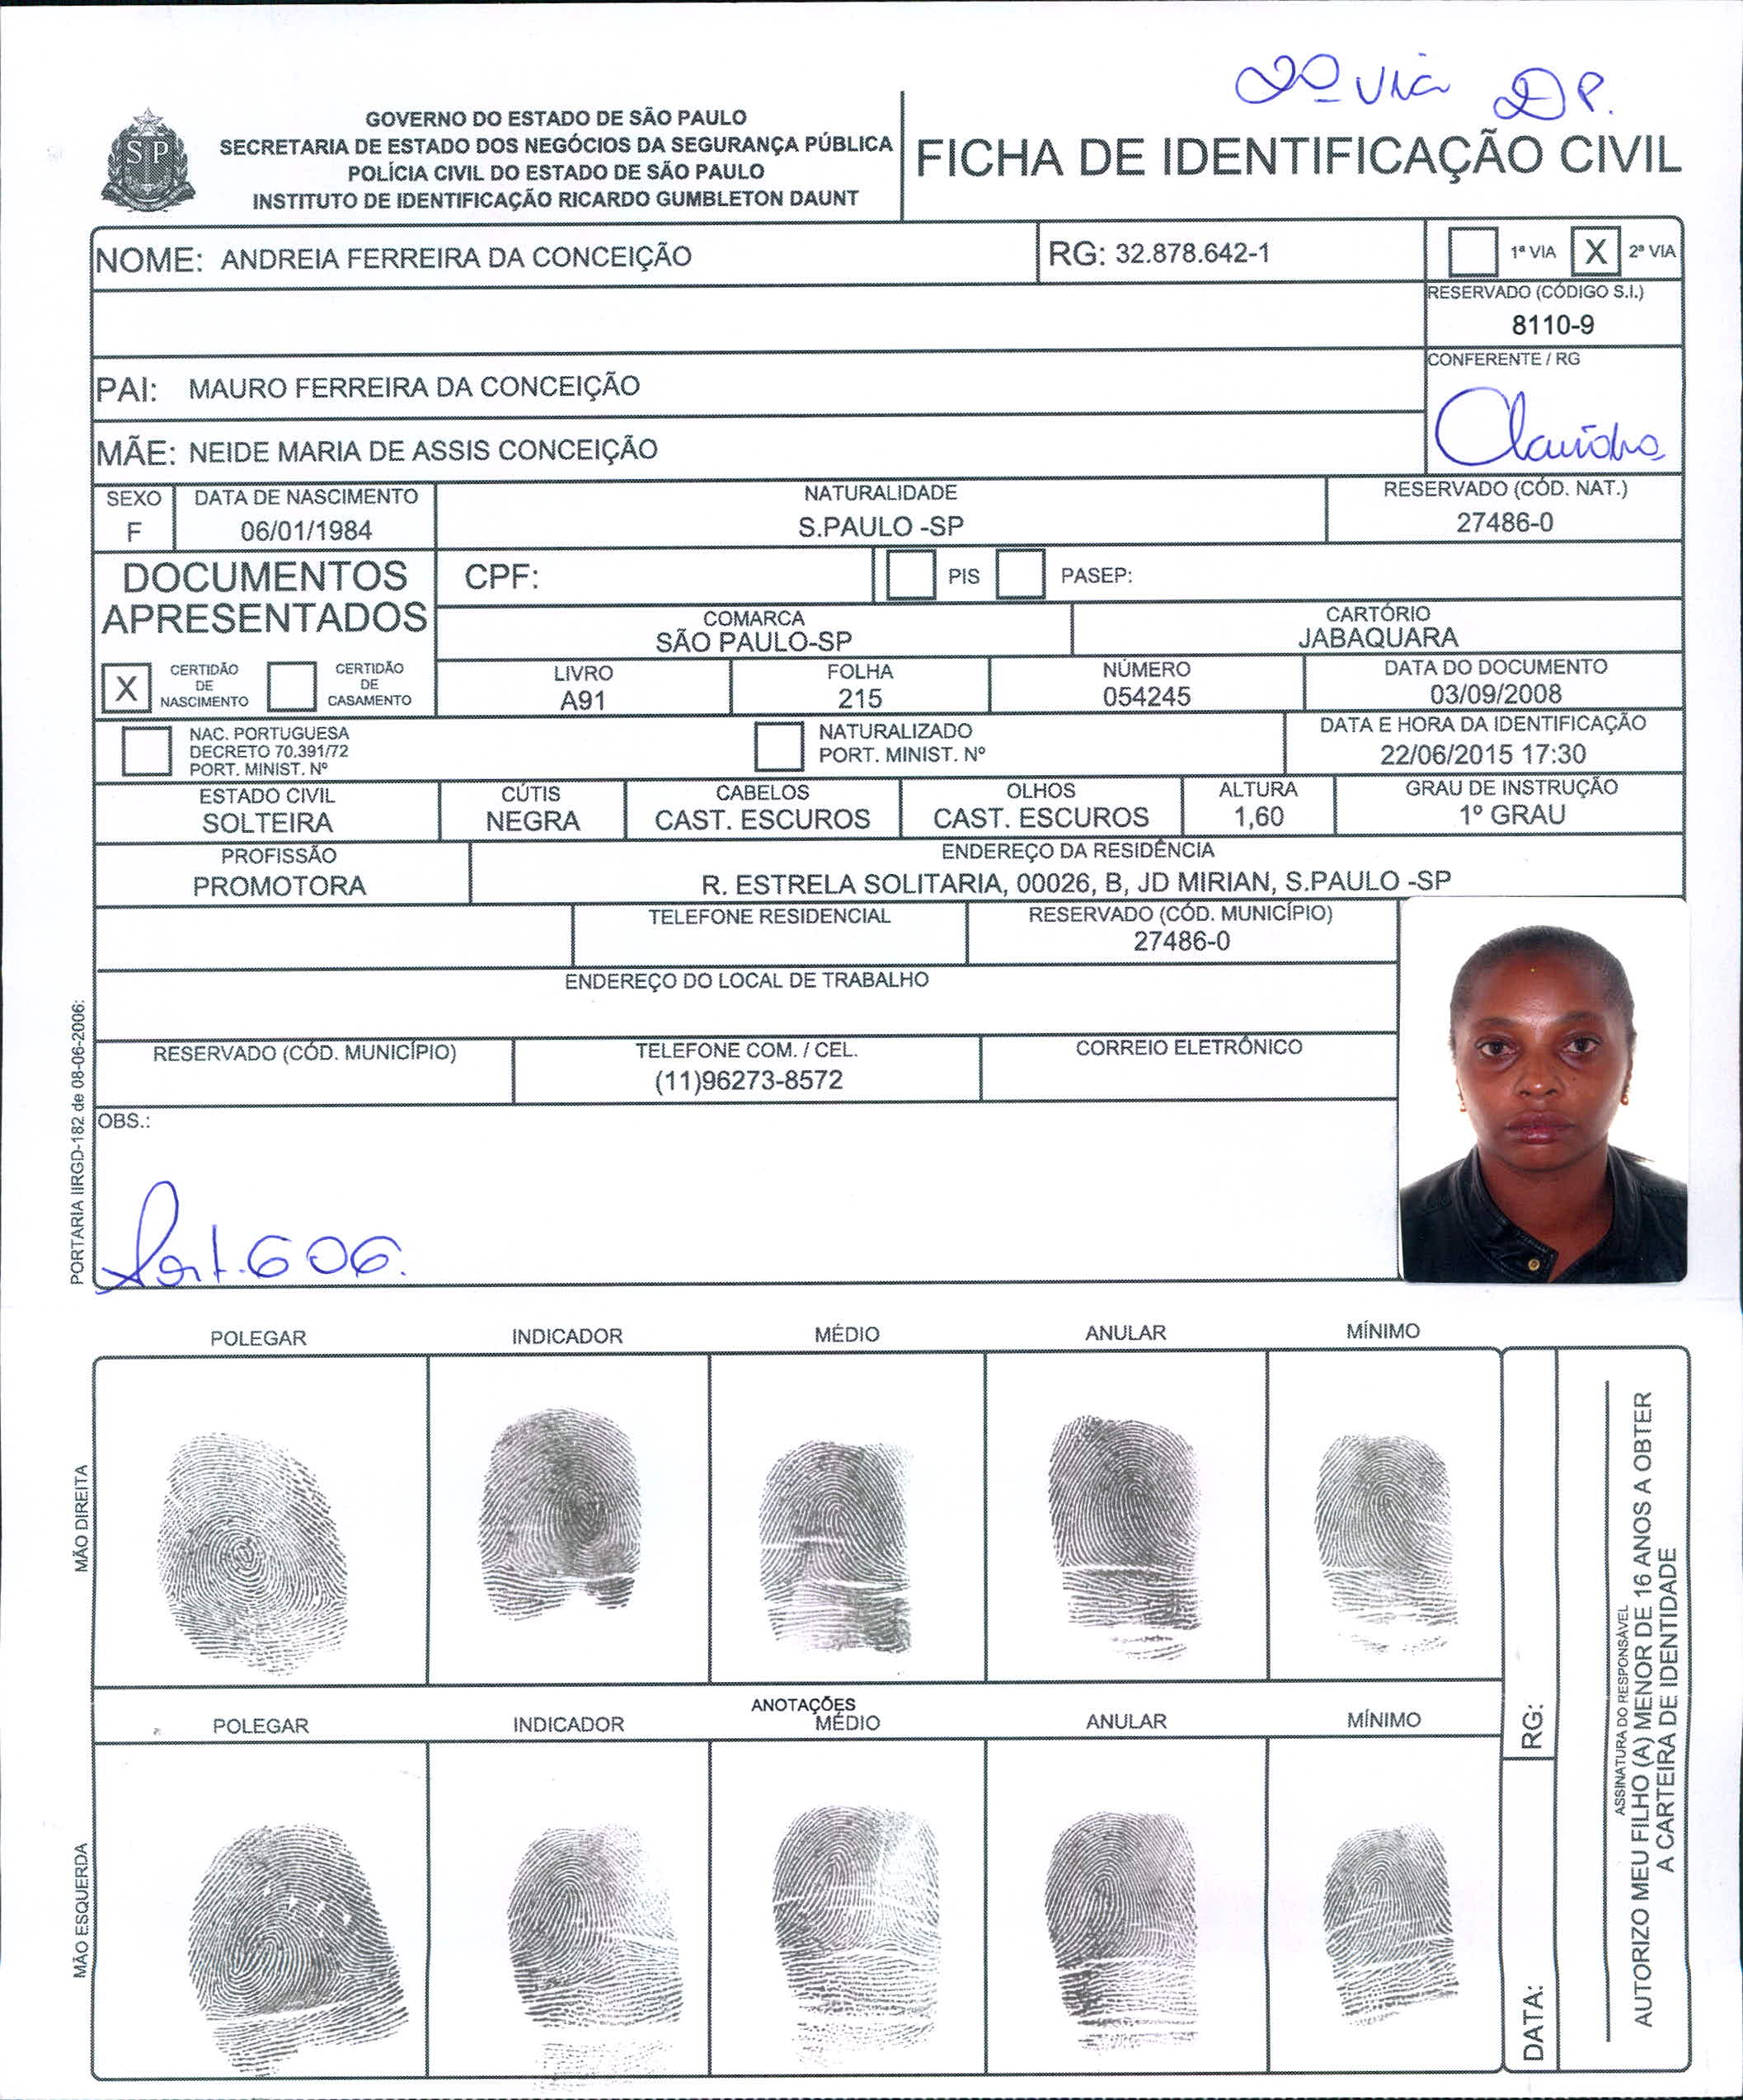 2º via DP.
GOVERNO DO ESTADO DE SÃO PAULO
SECRETARIA DE ESTADO DOS NEGÓCIOS DA SEGURANÇA PÚBLICA
POLÍCIA CIVIL DO ESTADO DE SÃO PAULO
INSTITUTO DE IDENTIFICAÇÃO RICARDO GUMBLETON DAUNT
SP
FICHA DE IDENTIFICAÇÃO CIVIL
NOME: ANDREIA FERREIRA DA CONCEIÇÃO
RG: 32.878.642-1
1ª VIA X 2ª VIA
RESERVADO (CÓDIGO S.I.)
8110-9
CONFERENTE / RG
PAI: MAURO FERREIRA DA CONCEIÇÃO
MÃE: NEIDE MARIA DE ASSIS CONCEIÇÃO
SEXO
F
DATA DE NASCIMENTO
06/01/1984
NATURALIDADE
S.PAULO -SP
RESERVADO (CÓD. NAT.)
27486-0
DOCUMENTOS
APRESENTADOS
CPF:
PIS
PASEP:
COMARCA
SÃO PAULO-SP
CARTÓRIO
JABAQUARA
X
CERTIDÃO
DE
NASCIMENTO
CERTIDÃO
DE
CASAMENTO
LIVRO
A91
FOLHA
215
NÚMERO
054245
DATA DO DOCUMENTO
03/09/2008
NAC. PORTUGUESA
DECRETO 70.391/72
PORT. MINIST. Nº
NATURALIZADO
PORT. MINIST. Nº
DATA E HORA DA IDENTIFICAÇÃO
22/06/2015 17:30
ESTADO CIVIL
SOLTEIRA
CÚTIS
NEGRA
CABELOS
CAST. ESCUROS
OLHOS
CAST. ESCUROS
ALTURA
1,60
GRAU DE INSTRUÇÃO
1º GRAU
PROFISSÃO
PROMOTORA
ENDEREÇO DA RESIDÊNCIA
R. ESTRELA SOLITARIA, 00026, B, JD MIRIAN, S.PAULO -SP
TELEFONE RESIDENCIAL
RESERVADO (CÓD. MUNICÍPIO)
27486-0
ENDEREÇO DO LOCAL DE TRABALHO
RESERVADO (CÓD. MUNICÍPIO)
TELEFONE COM. / CEL.
(11)96273-8572
CORREIO ELETRÔNICO
OBS.:
606.
PORTARIA IIRGD-182 de 08-06-2006:
POLEGAR INDICADOR MÉDIO ANULAR MÍNIMO
MÃO DIREITA
ANOTAÇÕES
POLEGAR INDICADOR MÉDIO ANULAR MÍNIMO
MÃO ESQUERDA
RG:
DATA:
ASSINATURA DO RESPONSÁVEL
AUTORIZO MEU FILHO (A) MENOR DE 16 ANOS A OBTER
A CARTEIRA DE IDENTIDADE